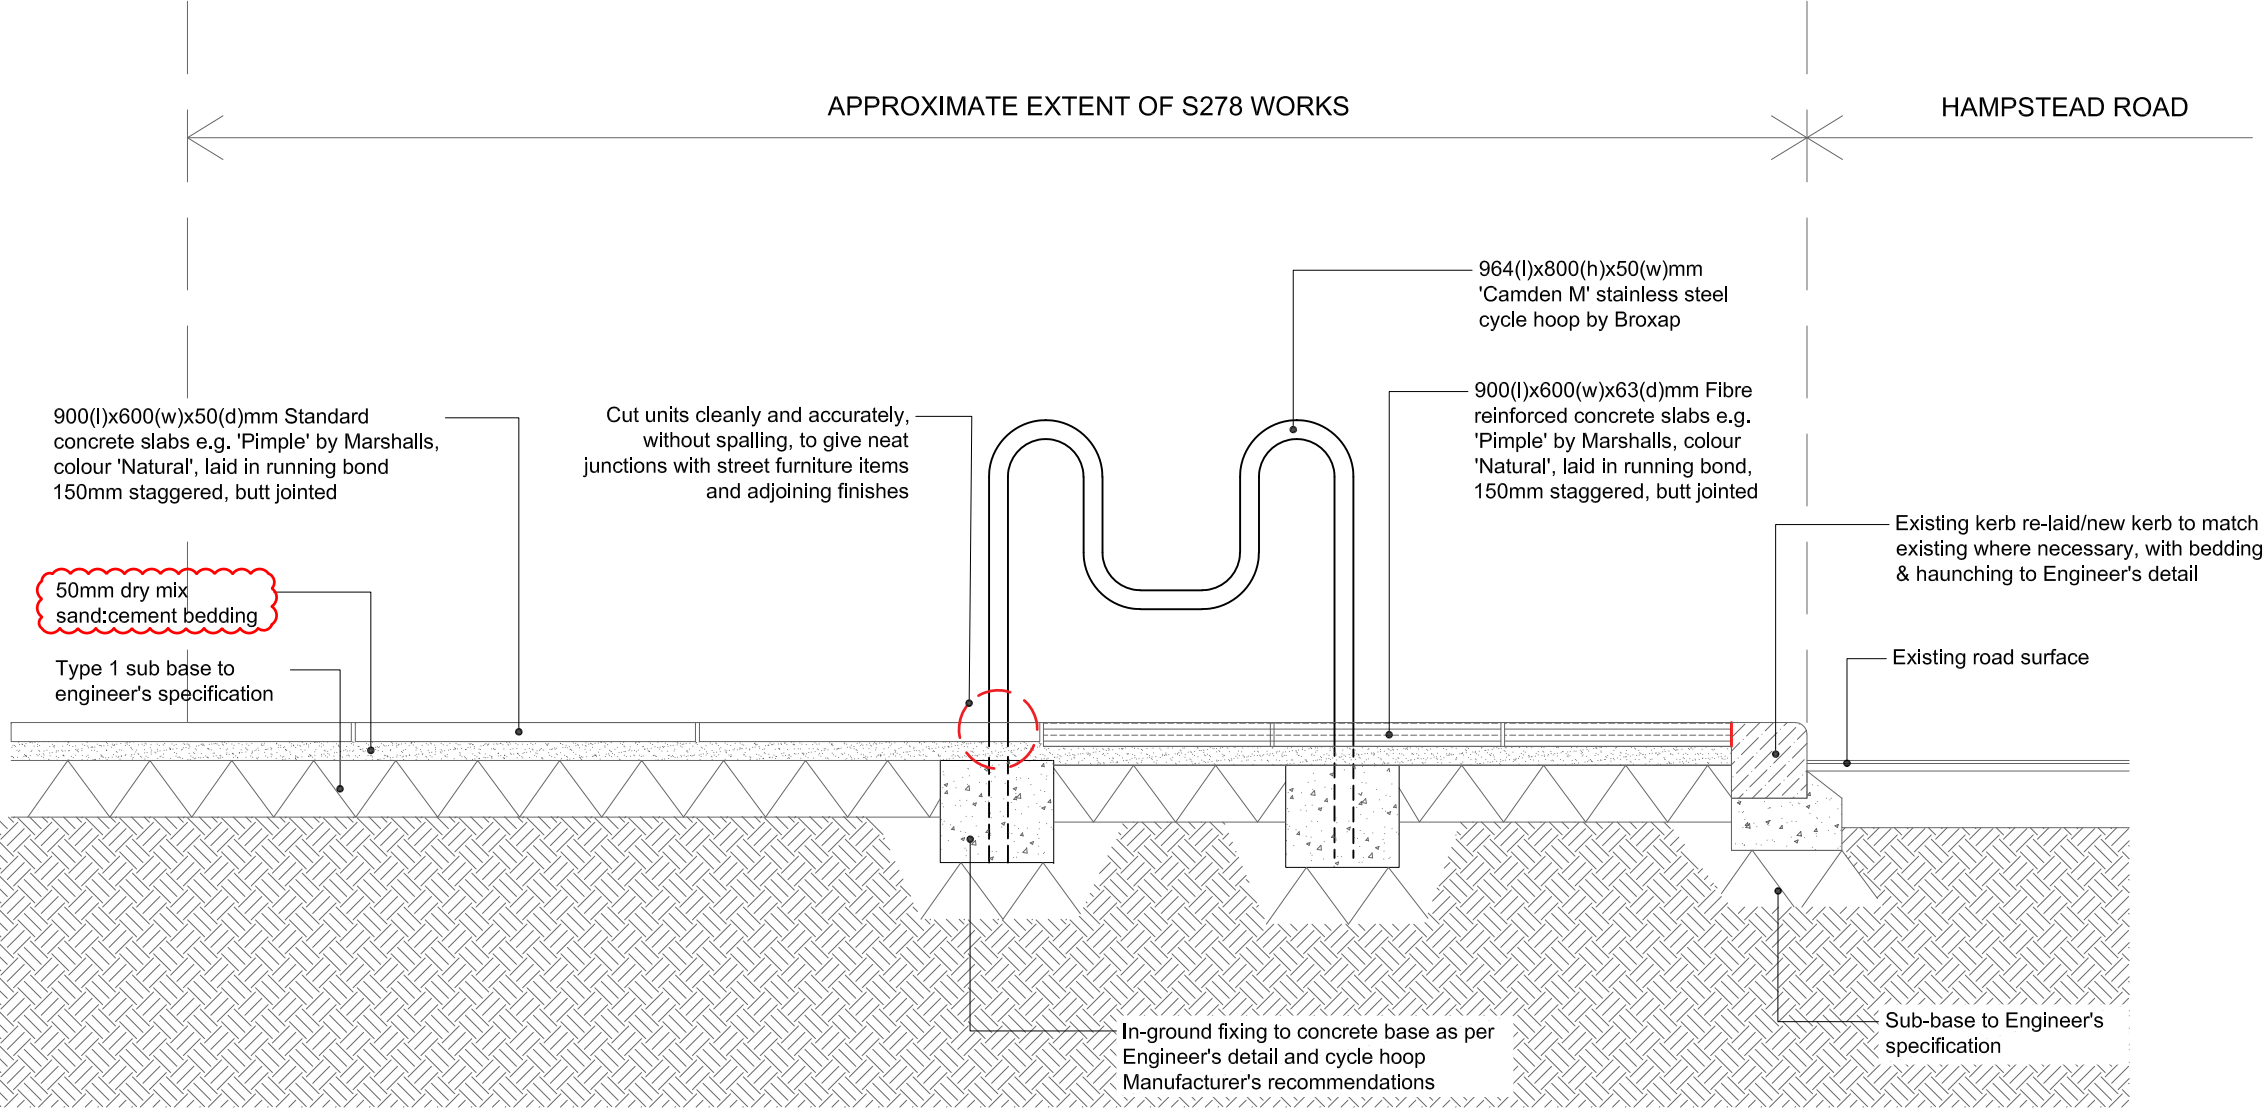 APPROXIMATE EXTENT OF S278 WORKS
HAMPSTEAD ROAD
964(l)x800(h)x50(w)mm
'Camden M' stainless steel
cycle hoop by Broxap
900(l)x600(w)x50(d)mm Standard
concrete slabs e.g. 'Pimple' by Marshalls,
colour 'Natural', laid in running bond
150mm staggered, butt jointed
Cut units cleanly and accurately,
without spalling, to give neat
junctions with street furniture items
and adjoining finishes
900(l)x600(w)x63(d)mm Fibre
reinforced concrete slabs e.g.
'Pimple' by Marshalls, colour
'Natural', laid in running bond,
150mm staggered, butt jointed
Existing kerb re-laid/new kerb to match
existing where necessary, with bedding
& haunching to Engineer's detail
50mm dry mix
sand:cement bedding
Type 1 sub base to
engineer's specification
Existing road surface
In-ground fixing to concrete base as per
Engineer's detail and cycle hoop
Manufacturer's recommendations
Sub-base to Engineer's
specification